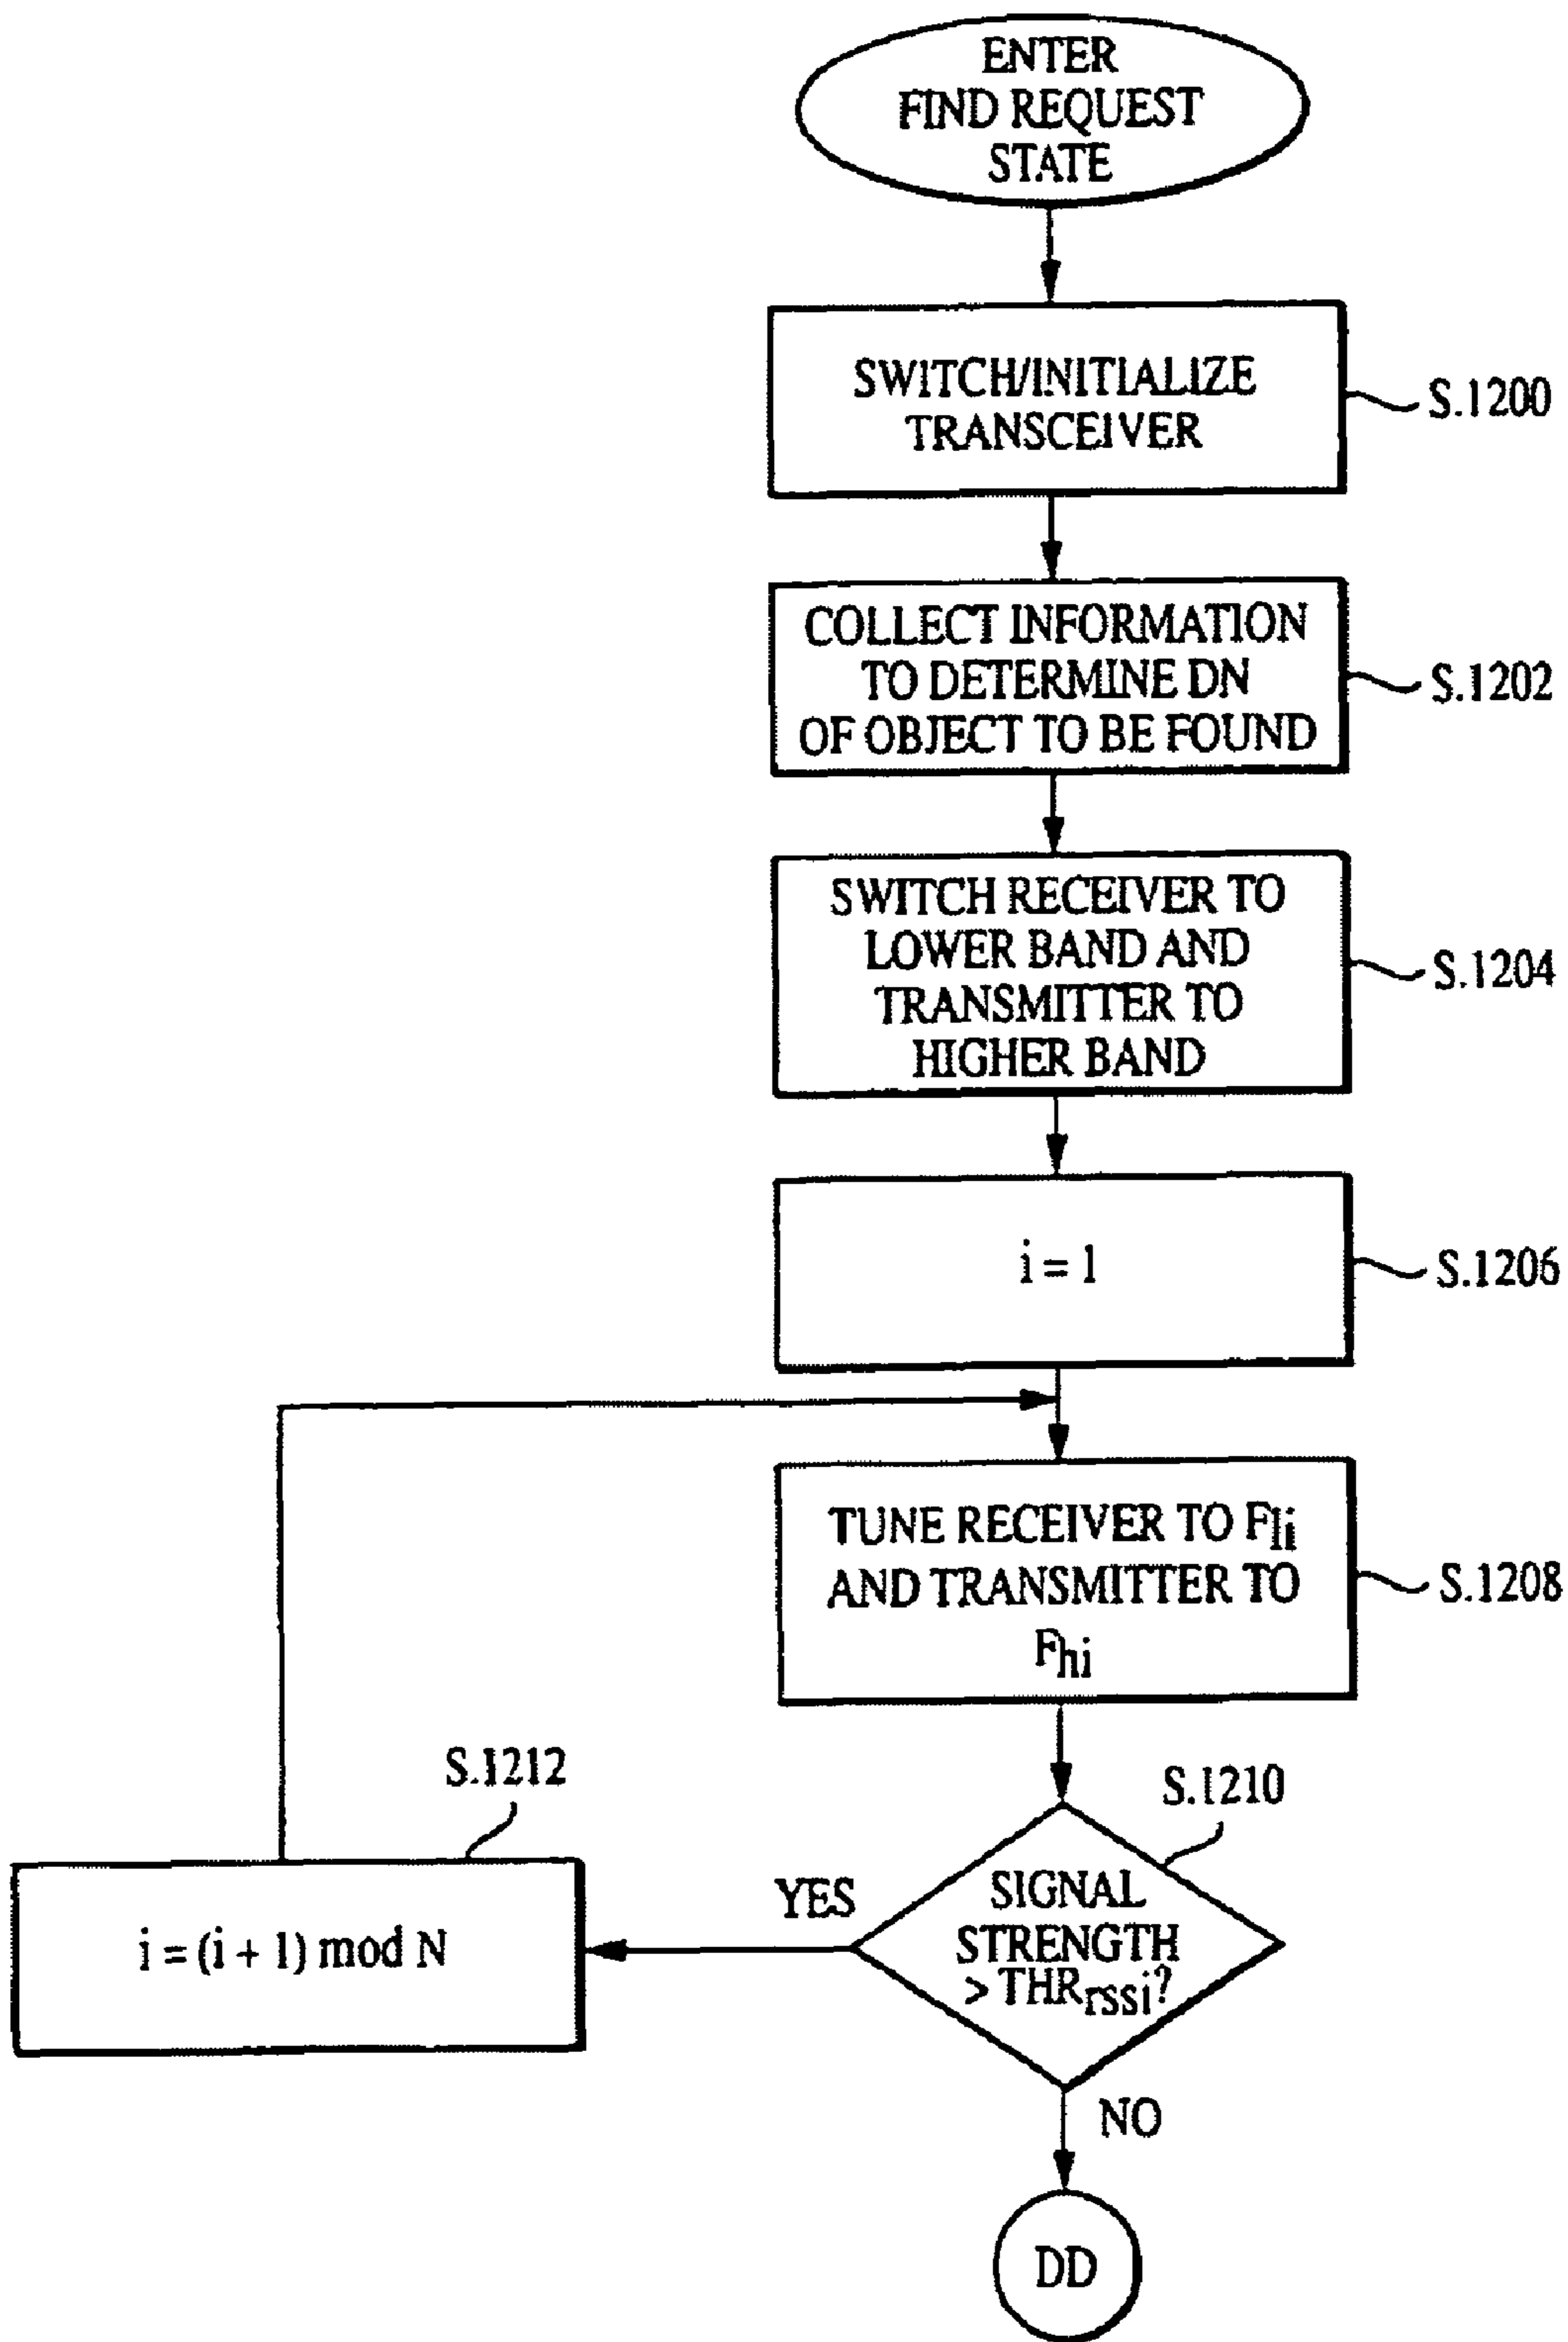 ENTER
FIND REQUEST
STATE
SWITCH/INITIALIZE
TRANSCEIVER
S.1200
COLLECT INFORMATION
TO DETERMINE DN
OF OBJECT TO BE FOUND
S.1202
SWITCH RECEIVER TO
LOWER BAND AND
TRANSMITTER TO
HIGHER BAND
S.1204
i = 1
S.1206
TUNE RECEIVER TO Fli
AND TRANSMITTER TO
Fhi
S.1208
S.1212
S.1210
i = (i + 1) mod N
YES
SIGNAL
STRENGTH
> THRrssi?
NO
DD